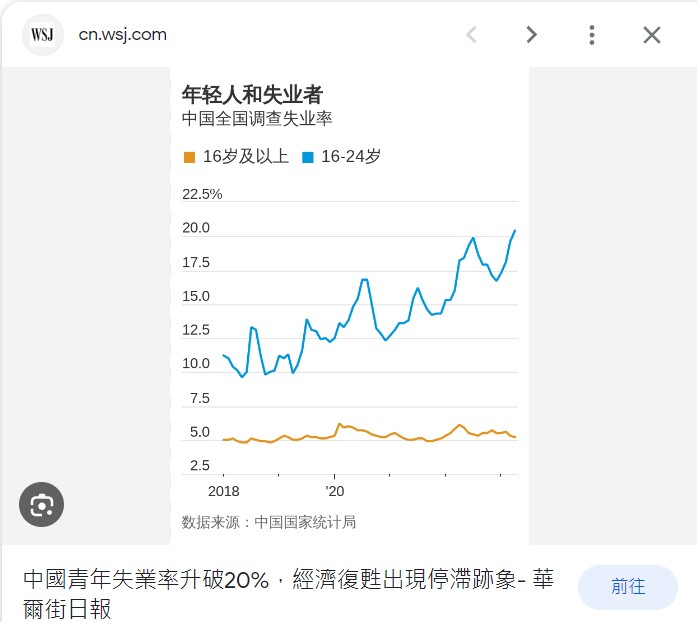 WSJ
cn.wsj.com
年轻人和失业者
中国全国调查失业率
16岁及以上 16-24岁
22.5%
20.0
17.5
15.0
12.5
10.0
7.5
5.0
2.5
2018 '20
数据来源：中国国家统计局
中國青年失業率升破20%，經濟復甦出現停滯跡象- 華
爾街日報
前往